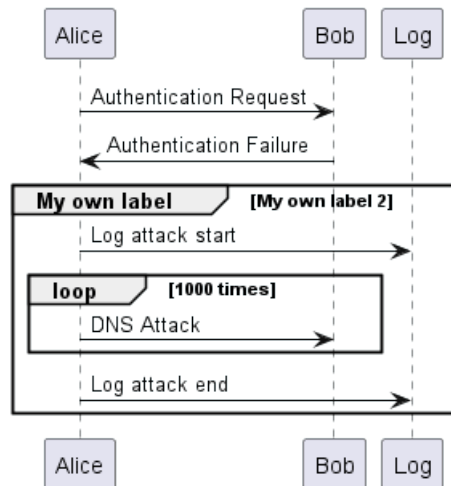 Alice Bob Log
Authentication Request
Authentication Failure
My own label [My own label 2]
Log attack start
loop [1000 times]
DNS Attack
Log attack end
Alice Bob Log